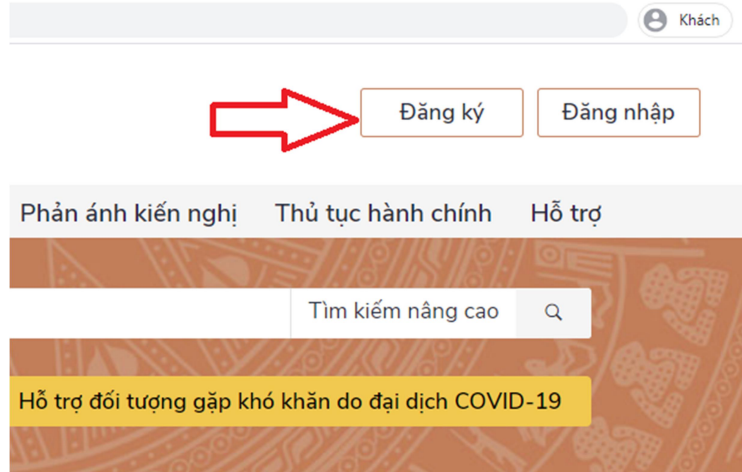 Khách
Đăng ký Đăng nhập
Phản ánh kiến nghị Thủ tục hành chính Hỗ trợ
Tìm kiếm nâng cao
Hỗ trợ đối tượng gặp khó khăn do đại dịch COVID-19